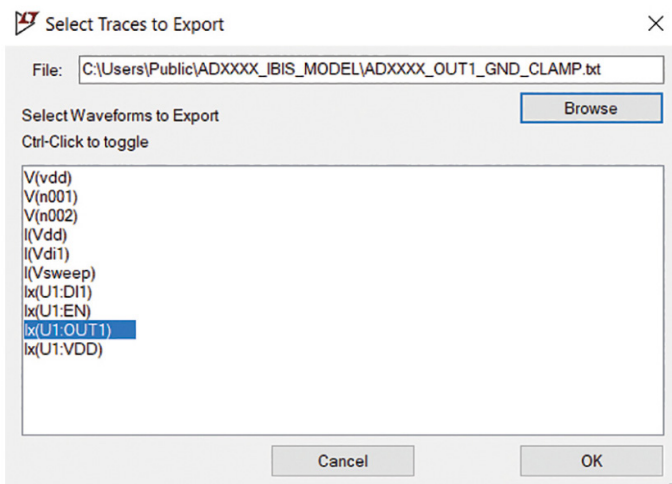 Select Traces to Export
File: C:\Users\Public\ADXXXX_IBIS_MODEL\ADXXXX_OUT1_GND_CLAMP.txt
Browse
Select Waveforms to Export
Ctrl-Click to toggle
V(vdd)
V(n001)
V(n002)
I(Vdd)
I(Vdi1)
I(Vsweep)
Ix(U1:DI1)
Ix(U1:EN)
Ix(U1:OUT1)
Ix(U1:VDD)
Cancel OK